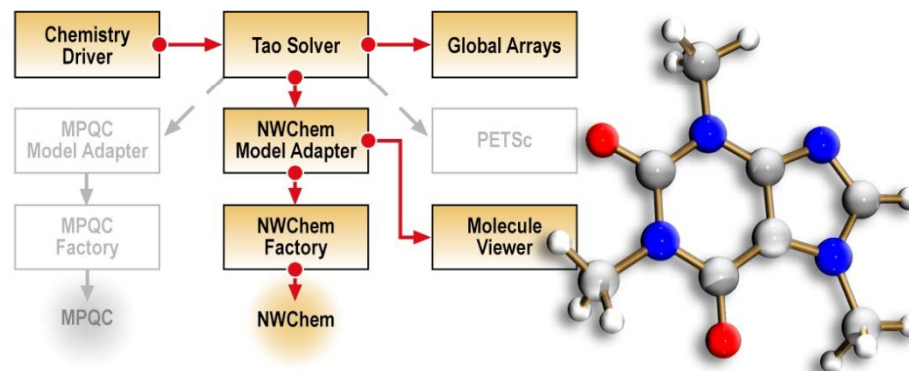 Chemistry
Driver
Tao Solver
Global Arrays
MPQC
Model Adapter
NWChem
Model Adapter
PETSc
MPQC
Factory
NWChem
Factory
Molecule
Viewer
MPQC
NWChem